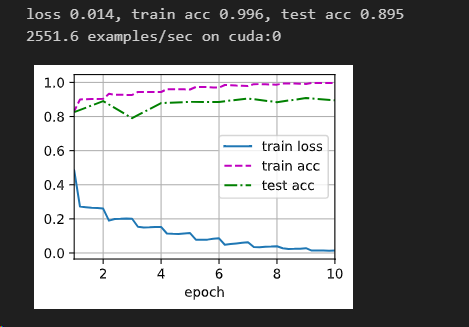 loss 0.014, train acc 0.996, test acc 0.895
2551.6 examples/sec on cuda:0
1.0
0.8
0.6
0.4
0.2
0.0
train loss
train acc
test acc
2 4 6 8 10
epoch